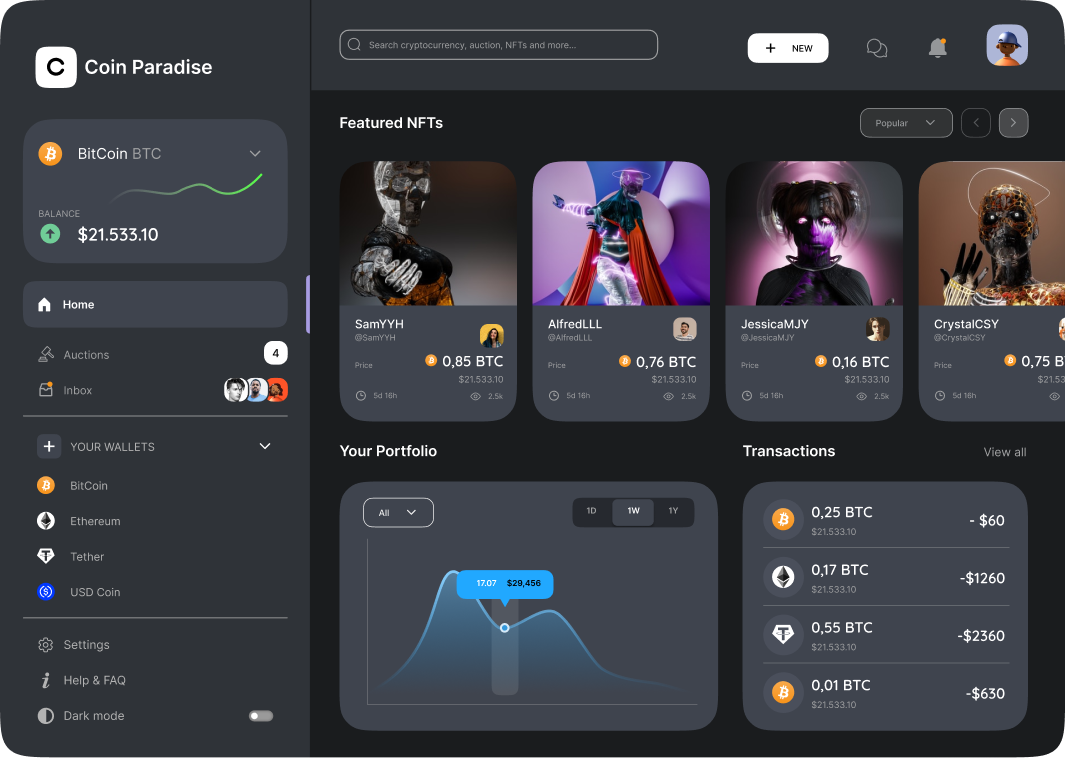 C Coin Paradise
BitCoin BTC
BALANCE
$21.533.10
Home
Auctions
4
Inbox
+ YOUR WALLETS
BitCoin
Ethereum
Tether
USD Coin
Settings
i Help & FAQ
Dark mode
Search cryptocurrency, auction, NFTs and more...
+ NEW
Featured NFTs
Popular
SamYYH
@SamYYH
Price
0,85 BTC
$21.533.10
5d 16h
2.5k
AlfredLLL
@AlfredLLL
Price
0,76 BTC
$21.533.10
5d 16h
2.5k
JessicaMJY
@JessicaMJY
Price
0,16 BTC
$21.533.10
5d 16h
2.5k
CrystalCSY
@CrystalCSY
Price
0,75 B
$21.53
5d 16h
Your Portfolio
All
1D 1W 1Y
17.07 $29,456
Transactions
View all
0,25 BTC
$21.533.10
- $60
0,17 BTC
$21.533.10
-$1260
0,55 BTC
$21.533.10
-$2360
0,01 BTC
$21.533.10
-$630